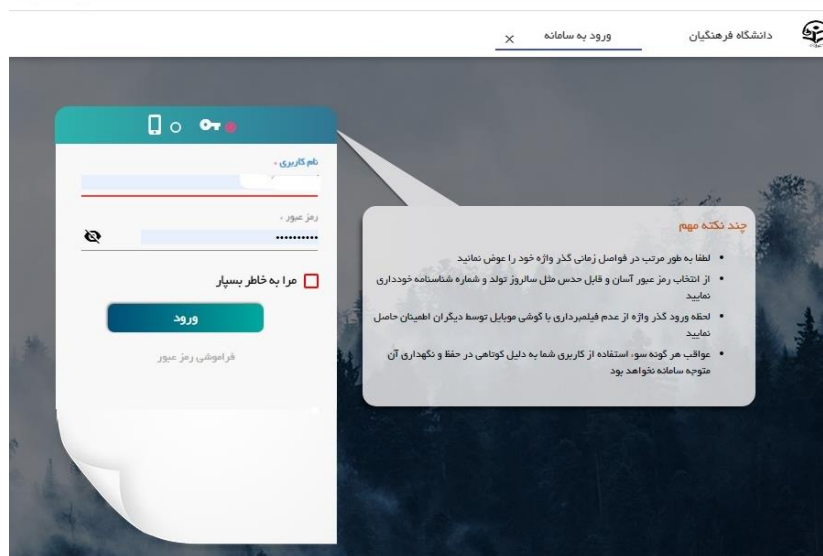 دانشگاه فرهنگیان
ورود به سامانه ×
نام کاربری *
رمز عبور *
••••••••••
مرا به خاطر بسپار
ورود
فراموشی رمز عبور
چند نکته مهم
• لطفا به طور مرتب در فواصل زمانی گذر واژه خود را عوض نمائید
• از انتخاب رمز عبور آسان و قابل حدس مثل سالروز تولد و شماره شناسنامه خودداری
نمایید
• لحظه ورود گذر واژه از عدم فیلمبرداری با گوشی موبایل توسط دیگران اطمینان حاصل
نمایید
• عواقب هر گونه سوء استفاده از کاربری شما به دلیل کوتاهی در حفظ و نگهداری آن
متوجه سامانه نخواهد بود